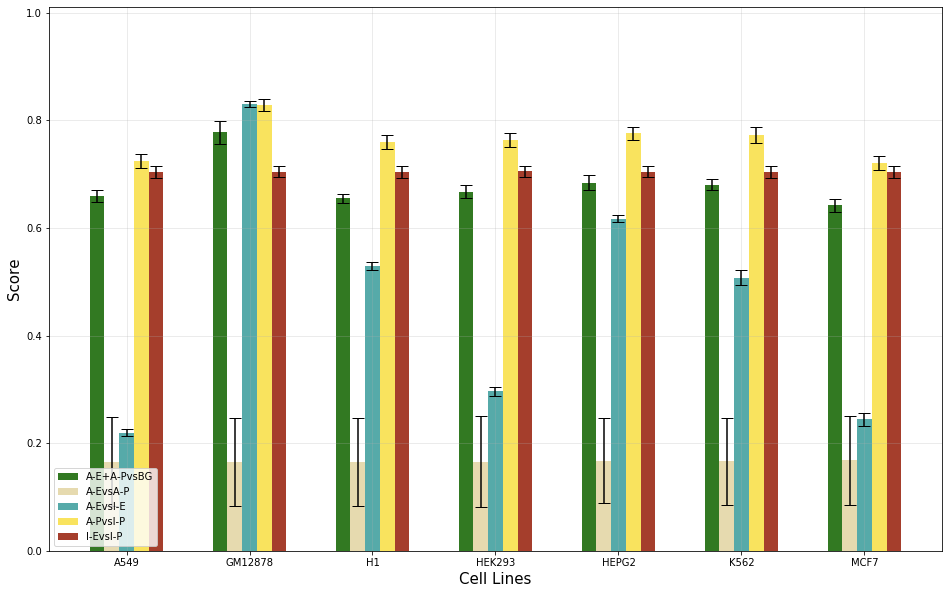 1.0
0.8
0.6
0.4
0.2
0.0
Score
A-E+A-PvsBG
A-EvsA-P
A-EvsI-E
A-PvsI-P
I-EvsI-P
A549 GM12878 H1 HEK293 HEPG2 K562 MCF7
Cell Lines